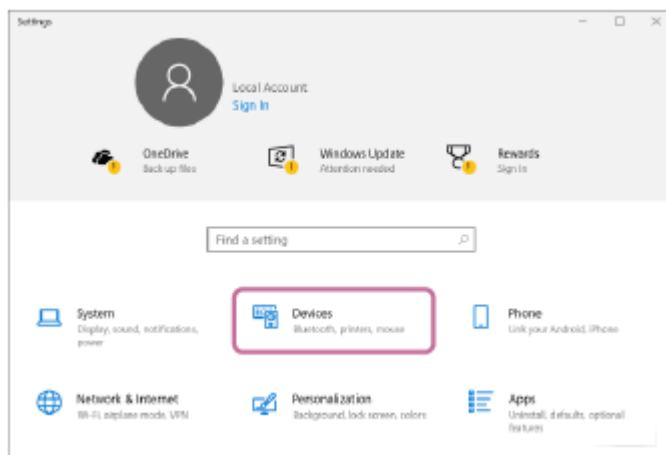 Settings
Local Account
Sign In
OneDrive
Back up files
Windows Update
Attention needed
Rewards
Sign In
Find a setting
System
Display, sound, notifications,
power
Devices
Bluetooth, printers, mouse
Phone
Link your Android, iPhone
Network & Internet
Wi-Fi, airplane mode, VPN
Personalization
Background, lock screen, colors
Apps
Uninstall, defaults, optional
features